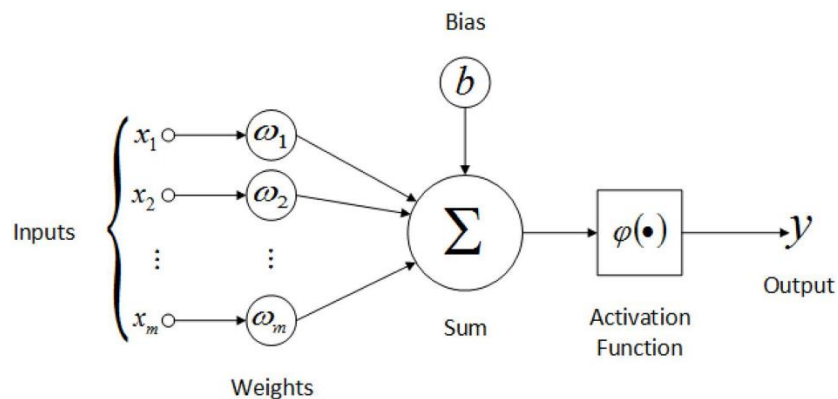 Bias
b
x₁ ω₁
x₂ ω₂
Inputs
⋮ ⋮
Σ
φ(•)
y
xₘ ωₘ
Sum
Activation
Function
Output
Weights